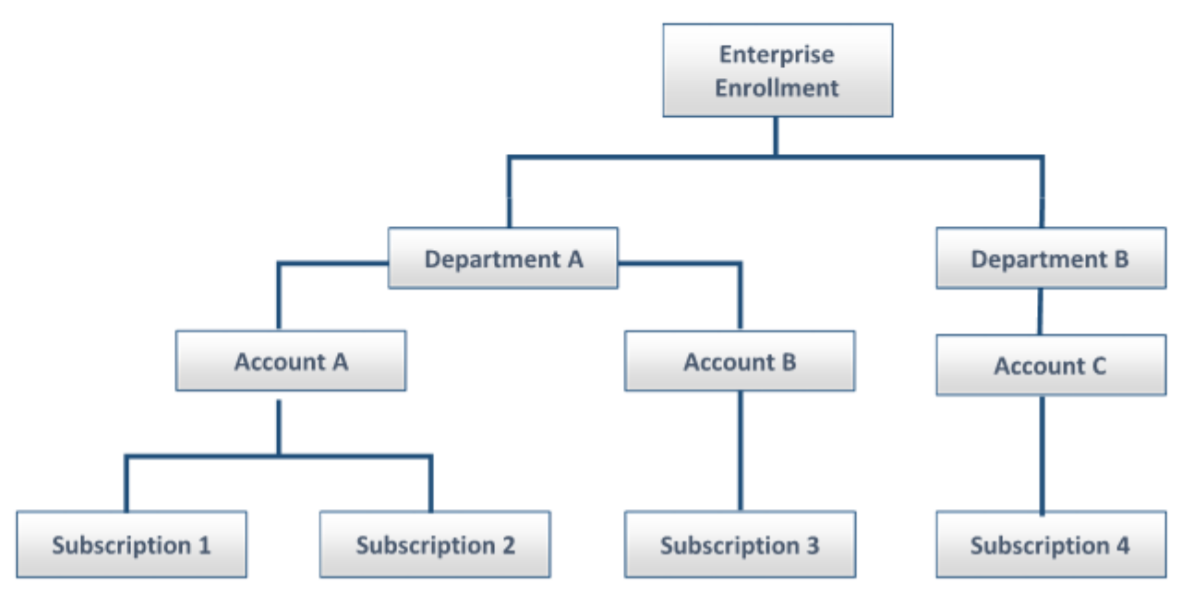 Enterprise
Enrollment
Department A
Department B
Account A
Account B
Account C
Subscription 1
Subscription 2
Subscription 3
Subscription 4